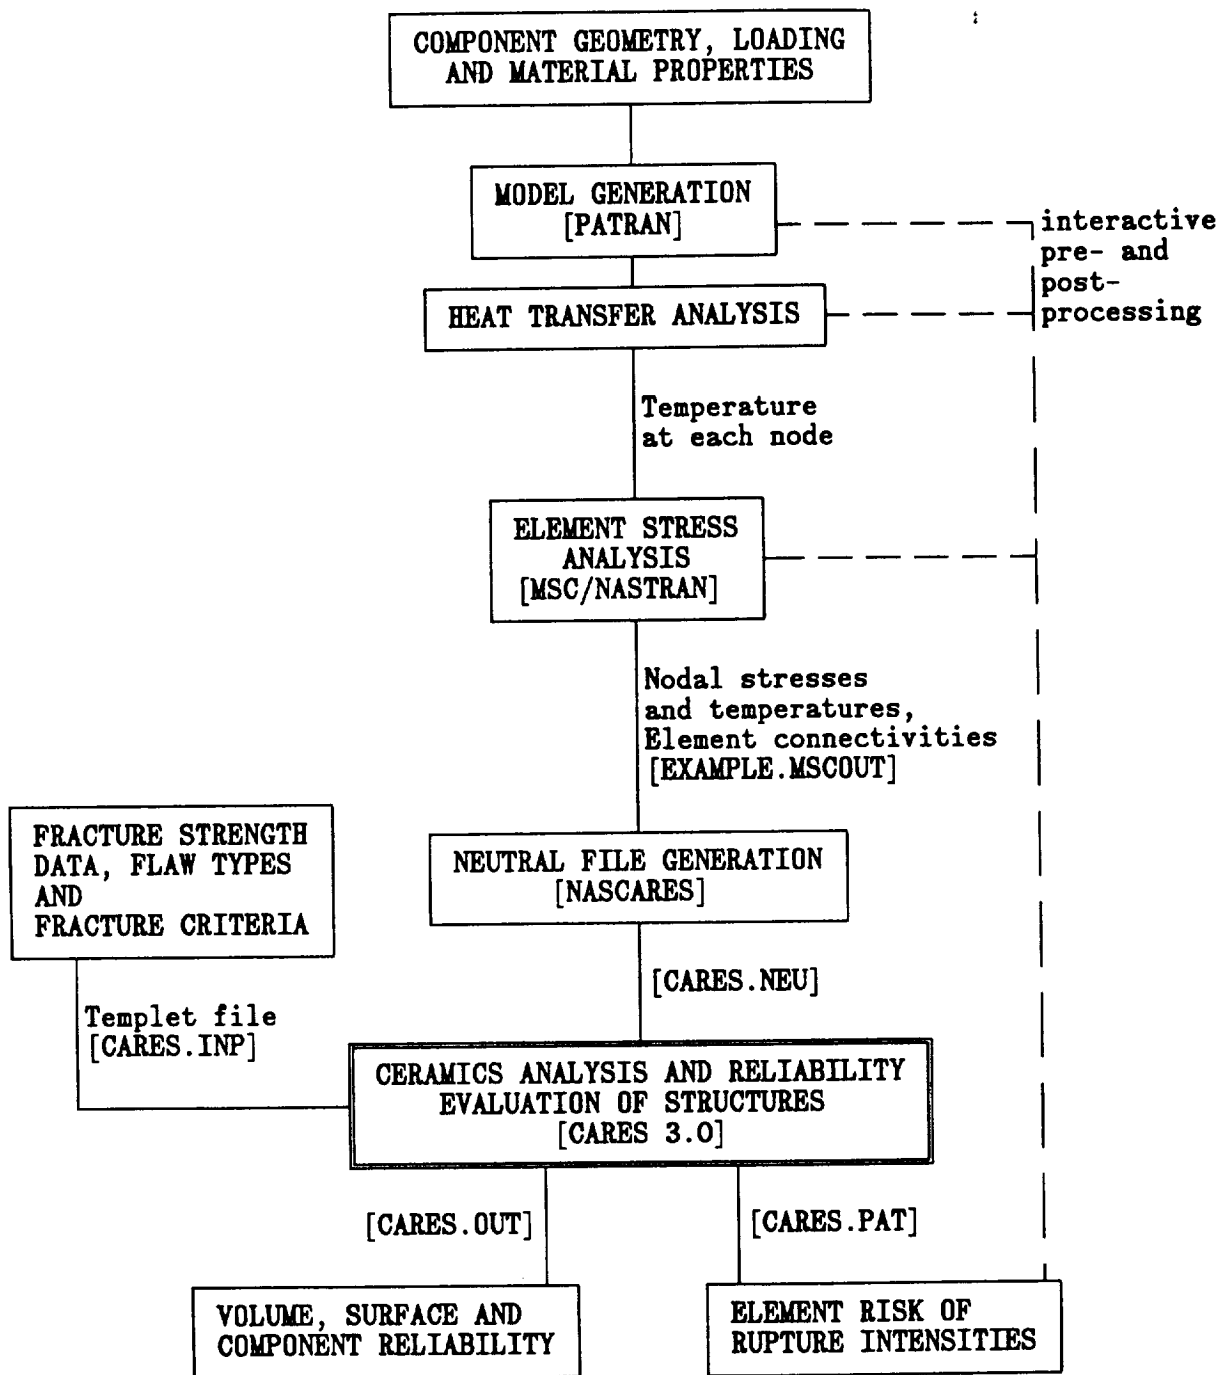 COMPONENT GEOMETRY, LOADING
AND MATERIAL PROPERTIES
MODEL GENERATION
[PATRAN]
interactive
pre- and
post-
processing
HEAT TRANSFER ANALYSIS
Temperature
at each node
ELEMENT STRESS
ANALYSIS
[MSC/NASTRAN]
Nodal stresses
and temperatures,
Element connectivities
[EXAMPLE.MSCOUT]
FRACTURE STRENGTH
DATA, FLAW TYPES
AND
FRACTURE CRITERIA
NEUTRAL FILE GENERATION
[NASCARES]
[CARES.NEU]
Templet file
[CARES.INP]
CERAMICS ANALYSIS AND RELIABILITY
EVALUATION OF STRUCTURES
[CARES 3.0]
[CARES.OUT]
[CARES.PAT]
VOLUME, SURFACE AND
COMPONENT RELIABILITY
ELEMENT RISK OF
RUPTURE INTENSITIES